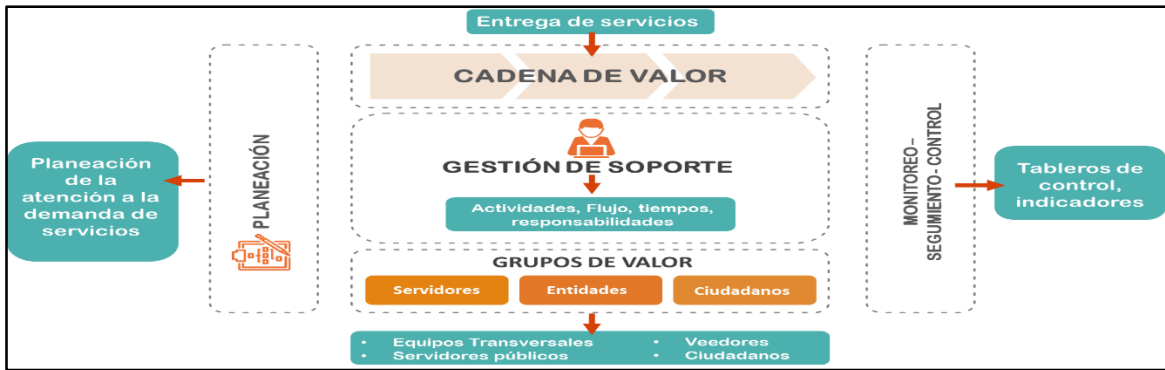 Entrega de servicios
CADENA DE VALOR
Planeación
de la
atención a la
demanda de
servicios
PLANEACIÓN
GESTIÓN DE SOPORTE
Actividades, Flujo, tiempos,
responsabilidades
GRUPOS DE VALOR
Servidores
Entidades
Ciudadanos
• Equipos Transversales
• Servidores públicos
• Veedores
• Ciudadanos
MONITOREO–
SEGUMIENTO- CONTROL
Tableros de
control,
indicadores